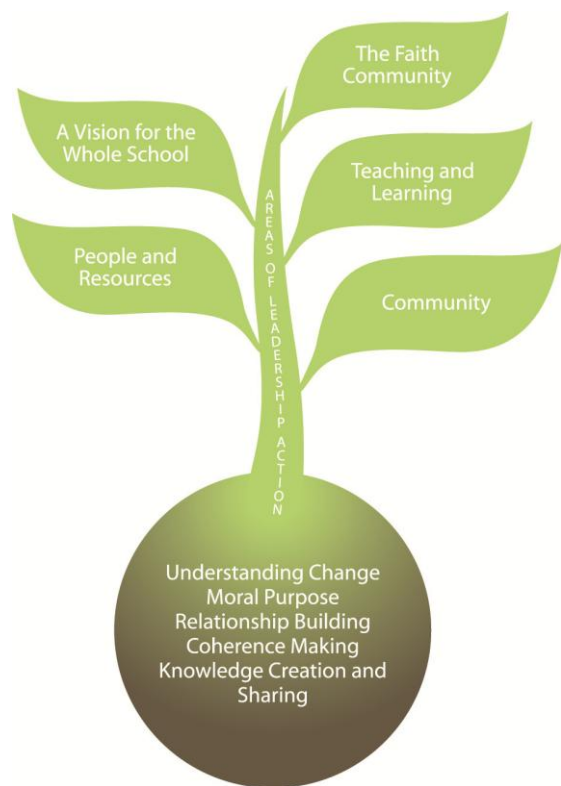 The Faith
Community
A Vision for the
Whole School
Teaching and
Learning
People and
Resources
Community
AREAS OF LEADERSHIP ACTION
Understanding Change
Moral Purpose
Relationship Building
Coherence Making
Knowledge Creation and
Sharing